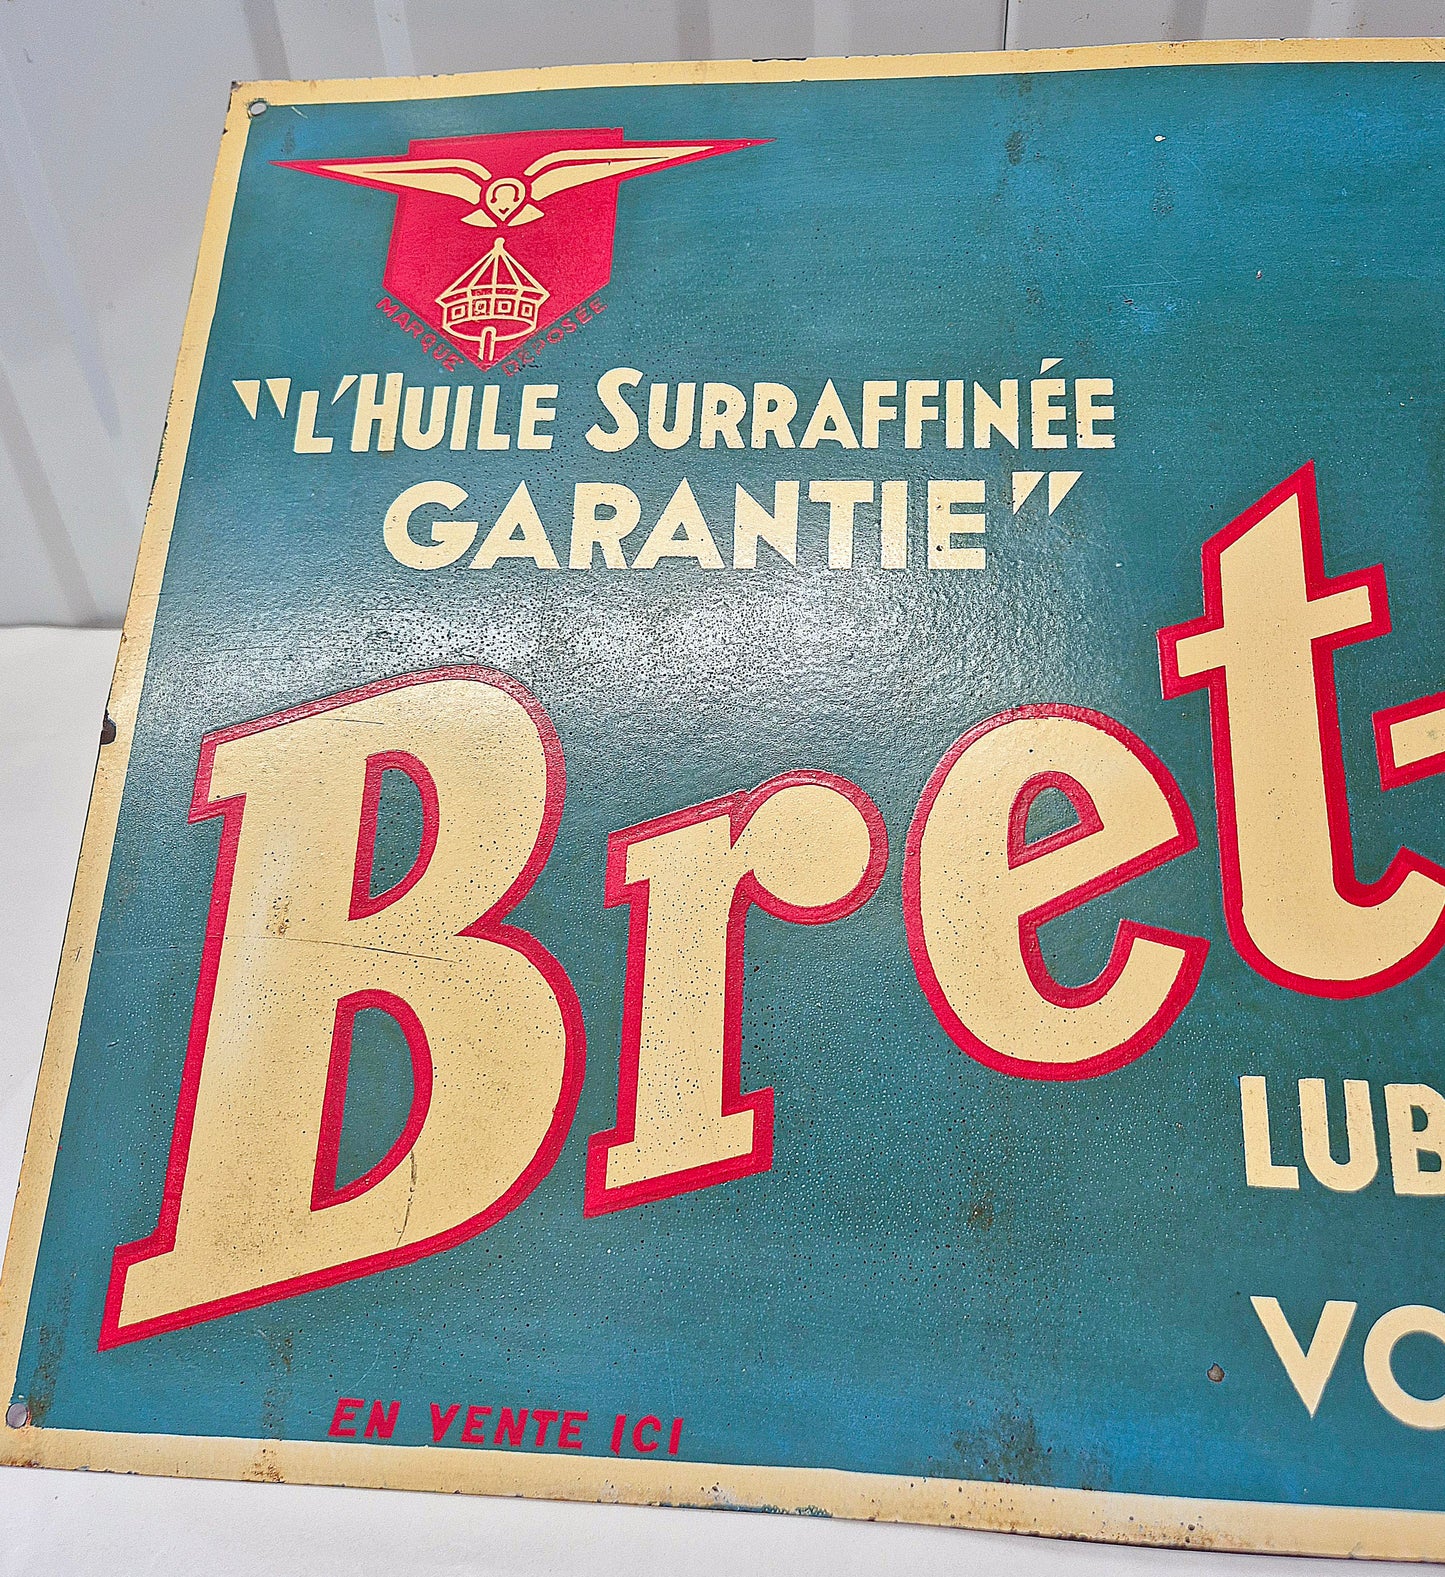 MARQUE DÉPOSÉE
"L'HUILE SURRAFFINÉE
GARANTIE"
Bret-
LUB
VO
EN VENTE ICI